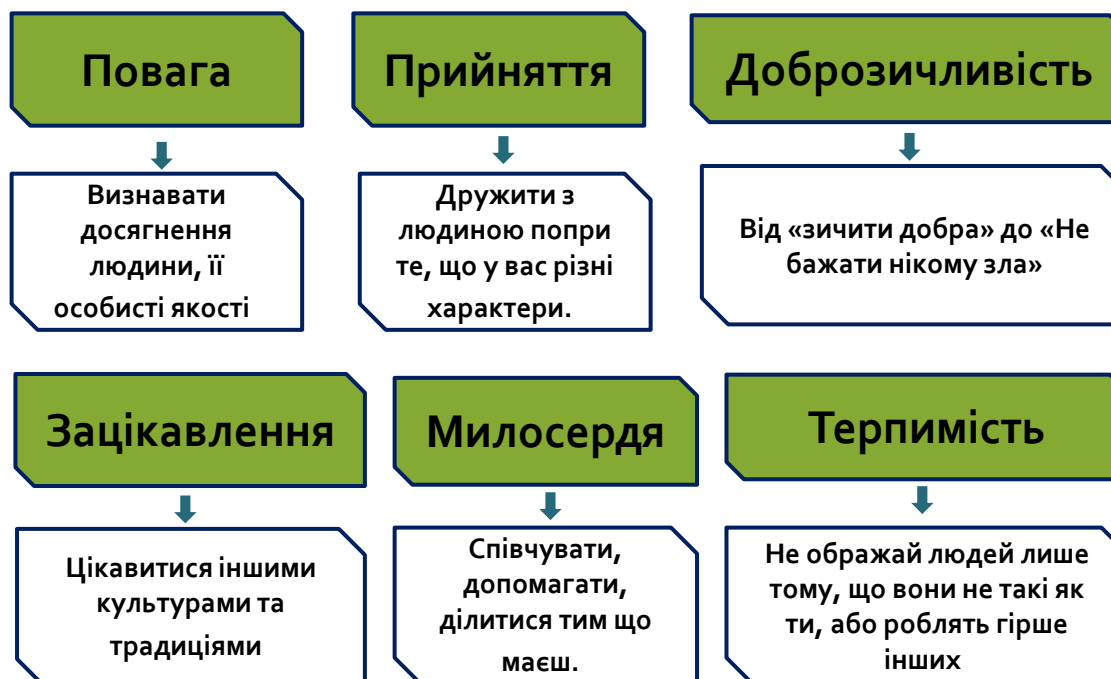 Повага
Визнавати
досягнення
людини, її
особисті якості
Прийняття
Дружити з
людиною попри
те, що у вас різні
характери.
Доброзичливість
Від «зичити добра» до «Не
бажати нікому зла»
Зацікавлення
Цікавитися іншими
культурами та
традиціями
Милосердя
Співчувати,
допомагати,
ділитися тим що
маєш.
Терпимість
Не ображай людей лише
тому, що вони не такі як
ти, або роблять гірше
інших